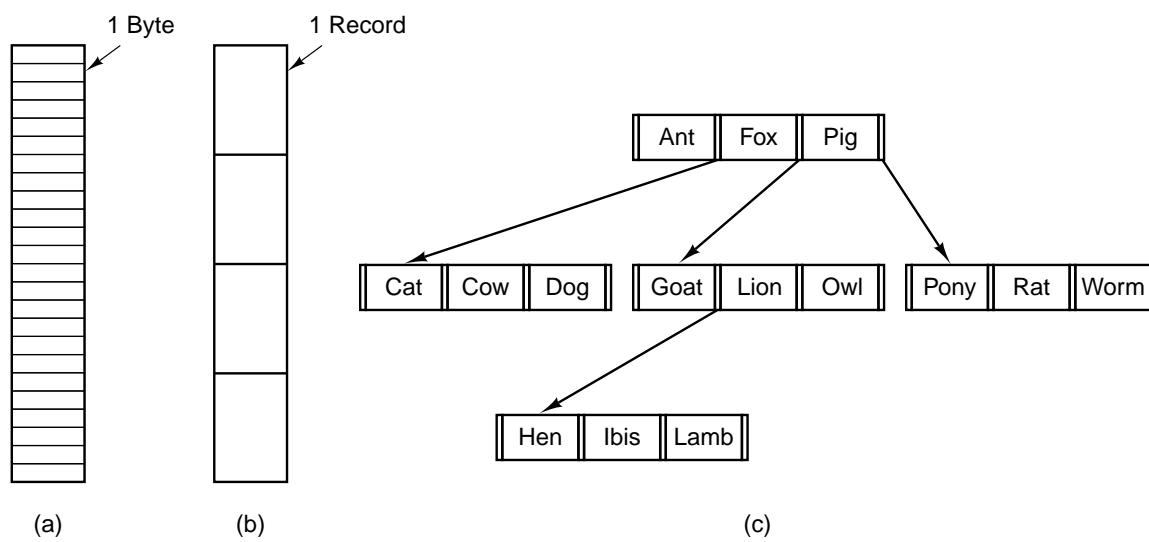 1 Byte
1 Record
Ant Fox Pig
Cat Cow Dog
Goat Lion Owl
Pony Rat Worm
Hen Ibis Lamb
(a)
(b)
(c)